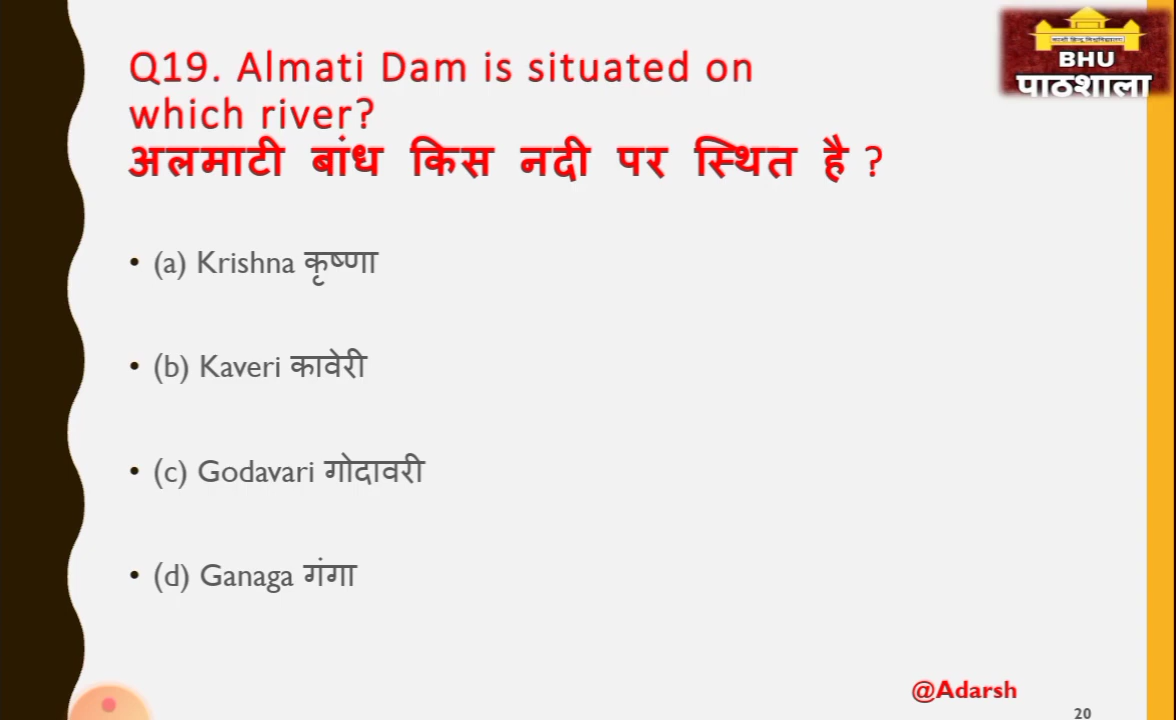 Q19. Almati Dam is situated on
which river?
अलमाटी बांध किस नदी पर स्थित है ?
• (a) Krishna कृष्णा
• (b) Kaveri कावेरी
• (c) Godavari गोदावरी
• (d) Ganaga गंगा
BHU
पाठशाला
@Adarsh
20